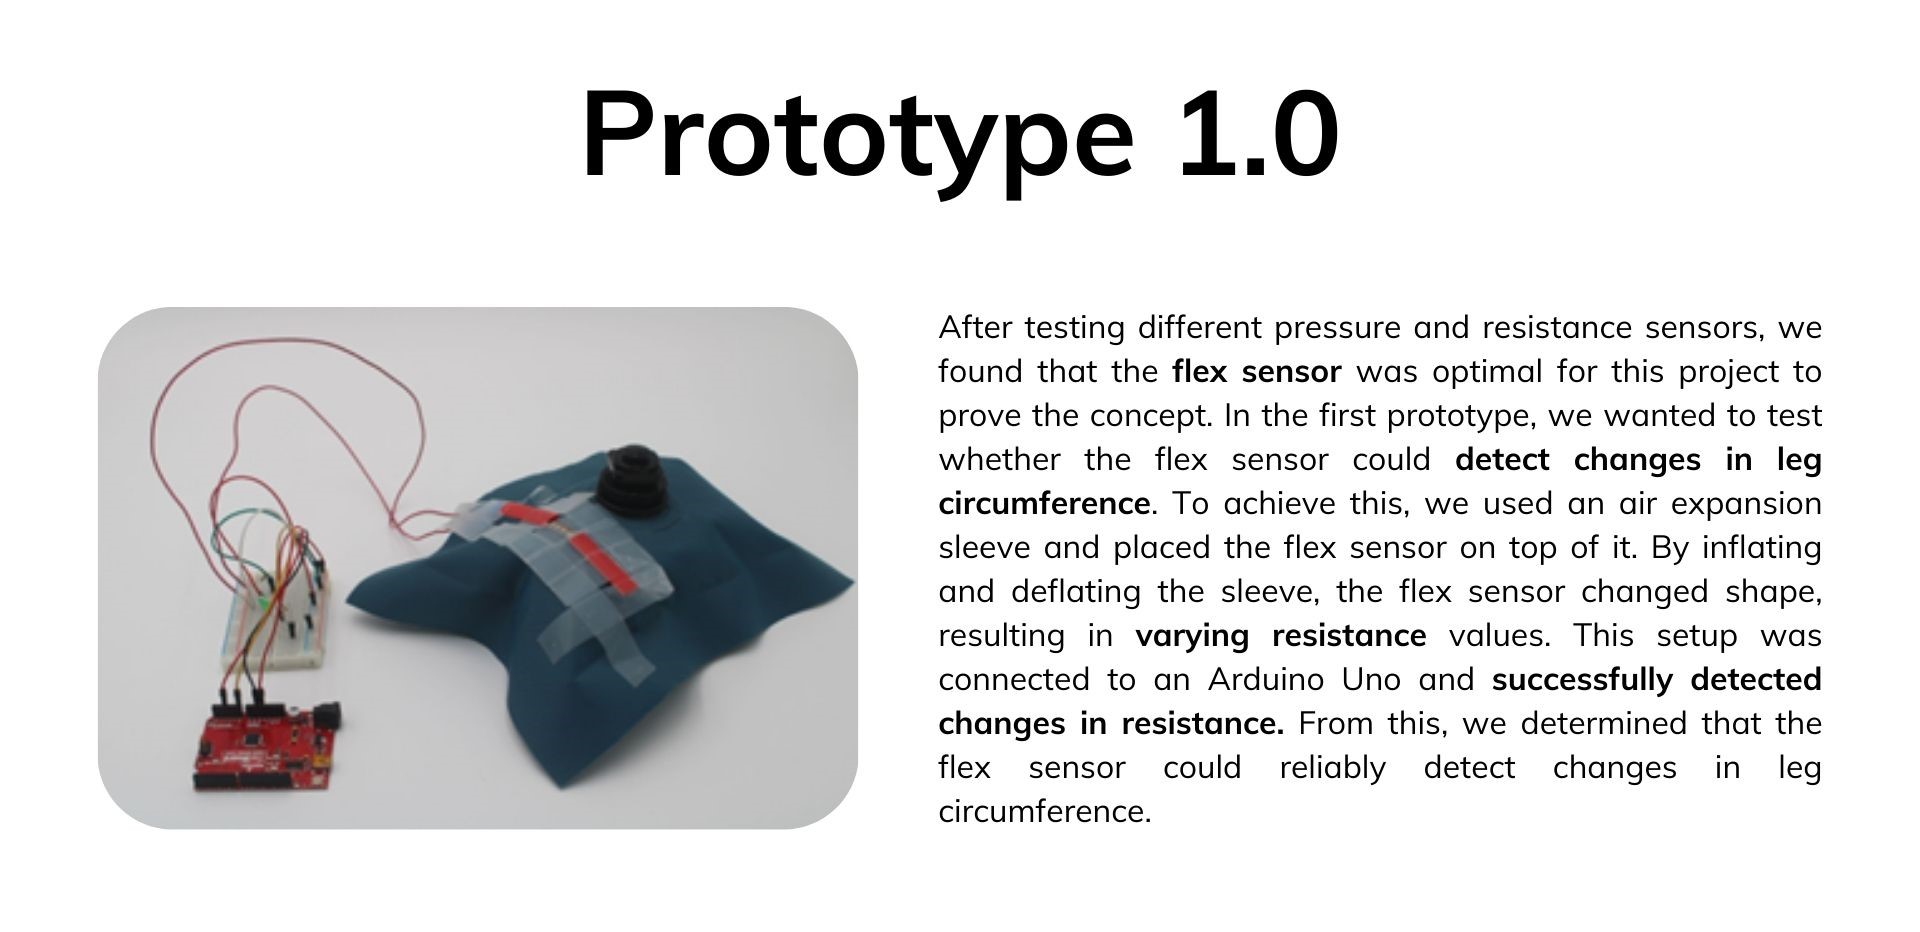 Prototype 1.0
After testing different pressure and resistance sensors, we
found that the flex sensor was optimal for this project to
prove the concept. In the first prototype, we wanted to test
whether the flex sensor could detect changes in leg
circumference. To achieve this, we used an air expansion
sleeve and placed the flex sensor on top of it. By inflating
and deflating the sleeve, the flex sensor changed shape,
resulting in varying resistance values. This setup was
connected to an Arduino Uno and successfully detected
changes in resistance. From this, we determined that the
flex sensor could reliably detect changes in leg
circumference.